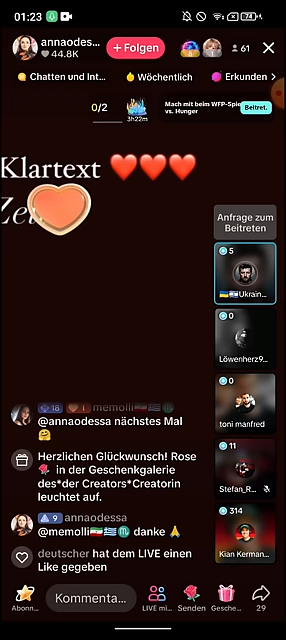 01:23
74
annaodes...
44.8K
+ Folgen
61
Chatten und Int...
Wöchentlich
Erkunden >
0/2
3h22m
Mach mit beim WFP-Spie
vs. Hunger
Beitret.
Klartext ❤️❤️❤️
Anfrage zum
Beitreten
5
🇺🇦🇮🇱Ukrain...
0
Löwenherz9...
0
toni manfred
11
Stefan_R...
314
Kian Kerman...
18 memolli
@annaodessa nächstes Mal
🤗
Herzlichen Glückwunsch! Rose
🌹 in der Geschenkgalerie
des*der Creators*Creatorin
leuchtet auf.
9 annaodessa
@memolli🇮🇷🇬🇷♏ danke 🙏
deutscher hat dem LIVE einen
Like gegeben
Abonn...
Kommenta...
LIVE mi...
Senden
Gesche...
29